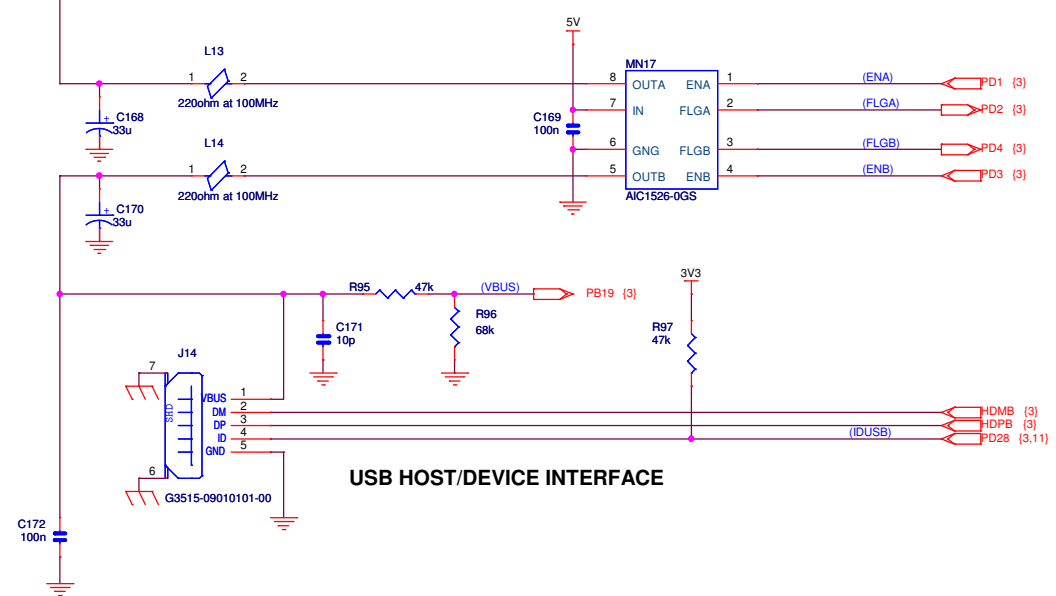 5V
L13
1 2
220ohm at 100MHz
C168
33u
L14
1 2
220ohm at 100MHz
C170
33u
C169
100n
MN17
8 OUTA ENA 1 (ENA) PD1 {3}
7 IN FLGA 2 (FLGA) PD2 {3}
6 GNG FLGB 3 (FLGB) PD4 {3}
5 OUTB ENB 4 (ENB) PD3 {3}
AIC1526-0GS
3V3
R95 47k (VBUS) PB19 {3}
R96
68k
C171
10p
R97
47k
J14
7
SHD
VBUS 1
DM 2 HDMB {3}
DP 3 HDPB {3}
ID 4 (IDUSB) PD28 {3,11}
GND 5
6
G3515-09010101-00
USB HOST/DEVICE INTERFACE
C172
100n